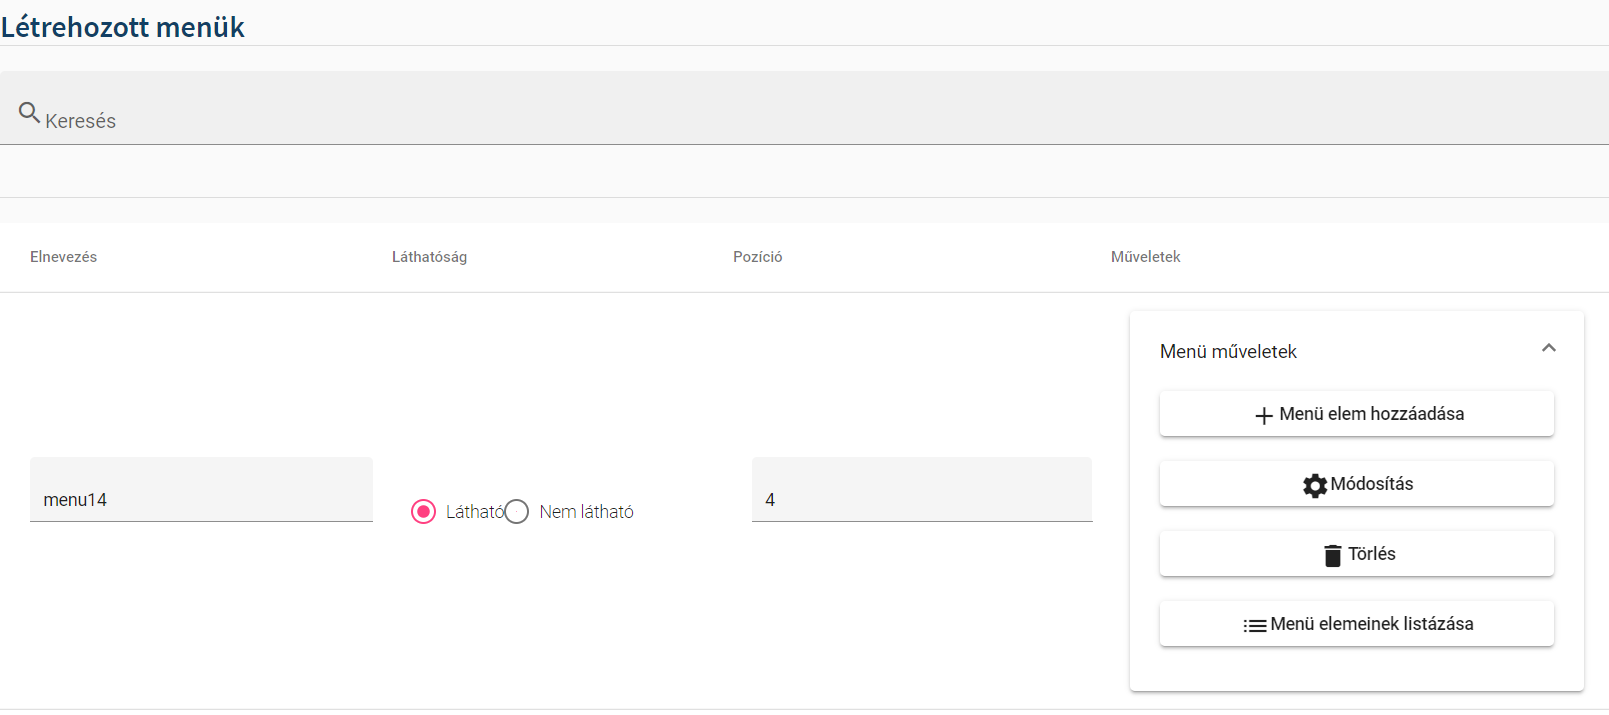 Létrehozott menük
Keresés
Elnevezés Láthatóság Pozíció Műveletek
Menü műveletek
Menü elem hozzáadása
Módosítás
menu14 Látható Nem látható 4
Törlés
Menü elemeinek listázása